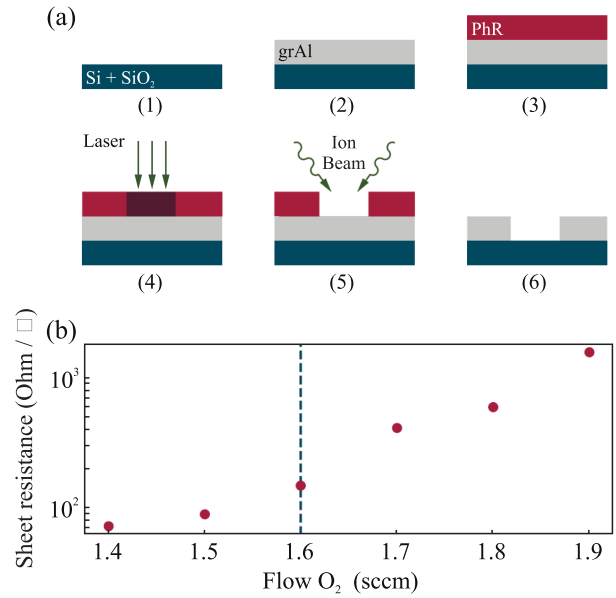 (a)
Si + SiO₂
(1)
grAl
(2)
PhR
(3)
Laser
(4)
Ion
Beam
(5)
(6)
(b)
Sheet resistance (Ohm / □)
10³
10²
1.4 1.5 1.6 1.7 1.8 1.9
Flow O₂ (sccm)